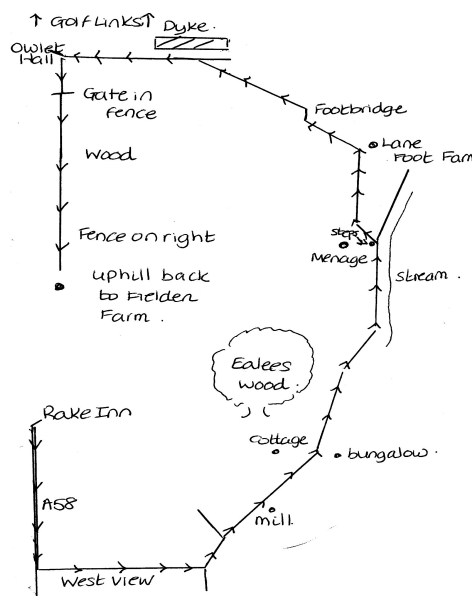 ↑ Golf Links ↑
Dyke.
Owlet
Hall
Gate in
fence
Footbridge
Wood
Lane
Foot Farm
steps
Fence on right
Menage
uphill back
to Fielden
Farm.
stream.
Ealees
Wood.
Rake Inn
cottage
bungalow.
A58
mill.
West view